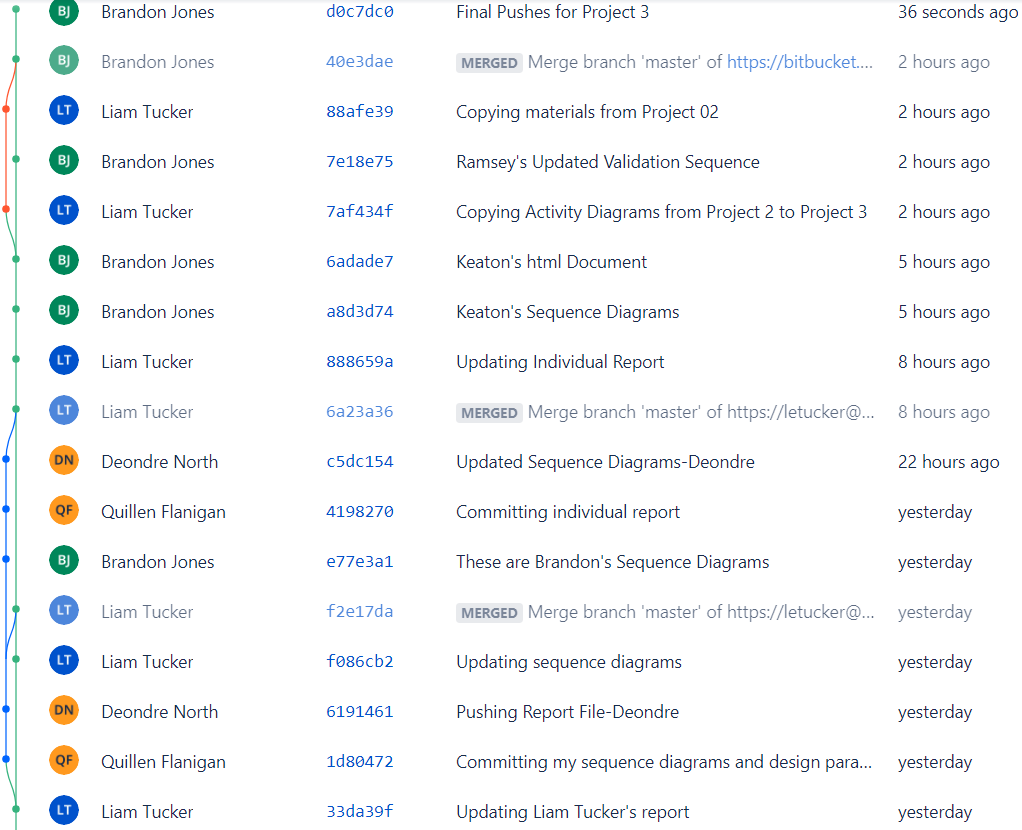 BJ Brandon Jones d0c7dc0 Final Pushes for Project 3 36 seconds ago
BJ Brandon Jones 40e3dae MERGED Merge branch 'master' of https://bitbucket.... 2 hours ago
LT Liam Tucker 88afe39 Copying materials from Project 02 2 hours ago
BJ Brandon Jones 7e18e75 Ramsey's Updated Validation Sequence 2 hours ago
LT Liam Tucker 7af434f Copying Activity Diagrams from Project 2 to Project 3 2 hours ago
BJ Brandon Jones 6adade7 Keaton's html Document 5 hours ago
BJ Brandon Jones a8d3d74 Keaton's Sequence Diagrams 5 hours ago
LT Liam Tucker 888659a Updating Individual Report 8 hours ago
LT Liam Tucker 6a23a36 MERGED Merge branch 'master' of https://letucker@... 8 hours ago
DN Deondre North c5dc154 Updated Sequence Diagrams-Deondre 22 hours ago
QF Quillen Flanigan 4198270 Committing individual report yesterday
BJ Brandon Jones e77e3a1 These are Brandon's Sequence Diagrams yesterday
LT Liam Tucker f2e17da MERGED Merge branch 'master' of https://letucker@... yesterday
LT Liam Tucker f086cb2 Updating sequence diagrams yesterday
DN Deondre North 6191461 Pushing Report File-Deondre yesterday
QF Quillen Flanigan 1d80472 Committing my sequence diagrams and design para... yesterday
LT Liam Tucker 33da39f Updating Liam Tucker's report yesterday